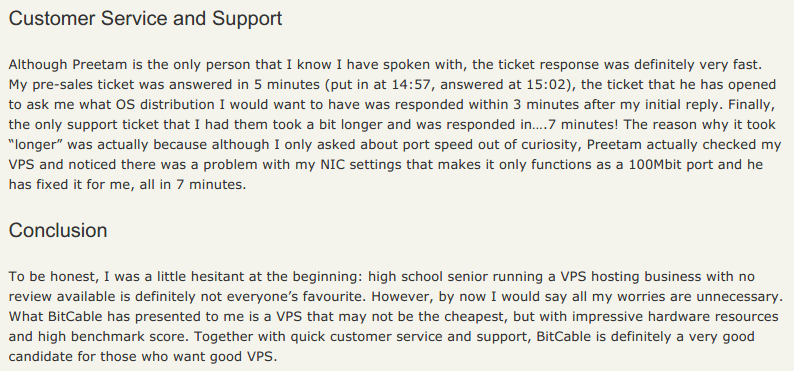 Customer Service and Support
Although Preetam is the only person that I know I have spoken with, the ticket response was definitely very fast.
My pre-sales ticket was answered in 5 minutes (put in at 14:57, answered at 15:02), the ticket that he has opened
to ask me what OS distribution I would want to have was responded within 3 minutes after my initial reply. Finally,
the only support ticket that I had them took a bit longer and was responded in....7 minutes! The reason why it took
“longer” was actually because although I only asked about port speed out of curiosity, Preetam actually checked my
VPS and noticed there was a problem with my NIC settings that makes it only functions as a 100Mbit port and he
has fixed it for me, all in 7 minutes.
Conclusion
To be honest, I was a little hesitant at the beginning: high school senior running a VPS hosting business with no
review available is definitely not everyone’s favourite. However, by now I would say all my worries are unnecessary.
What BitCable has presented to me is a VPS that may not be the cheapest, but with impressive hardware resources
and high benchmark score. Together with quick customer service and support, BitCable is definitely a very good
candidate for those who want good VPS.